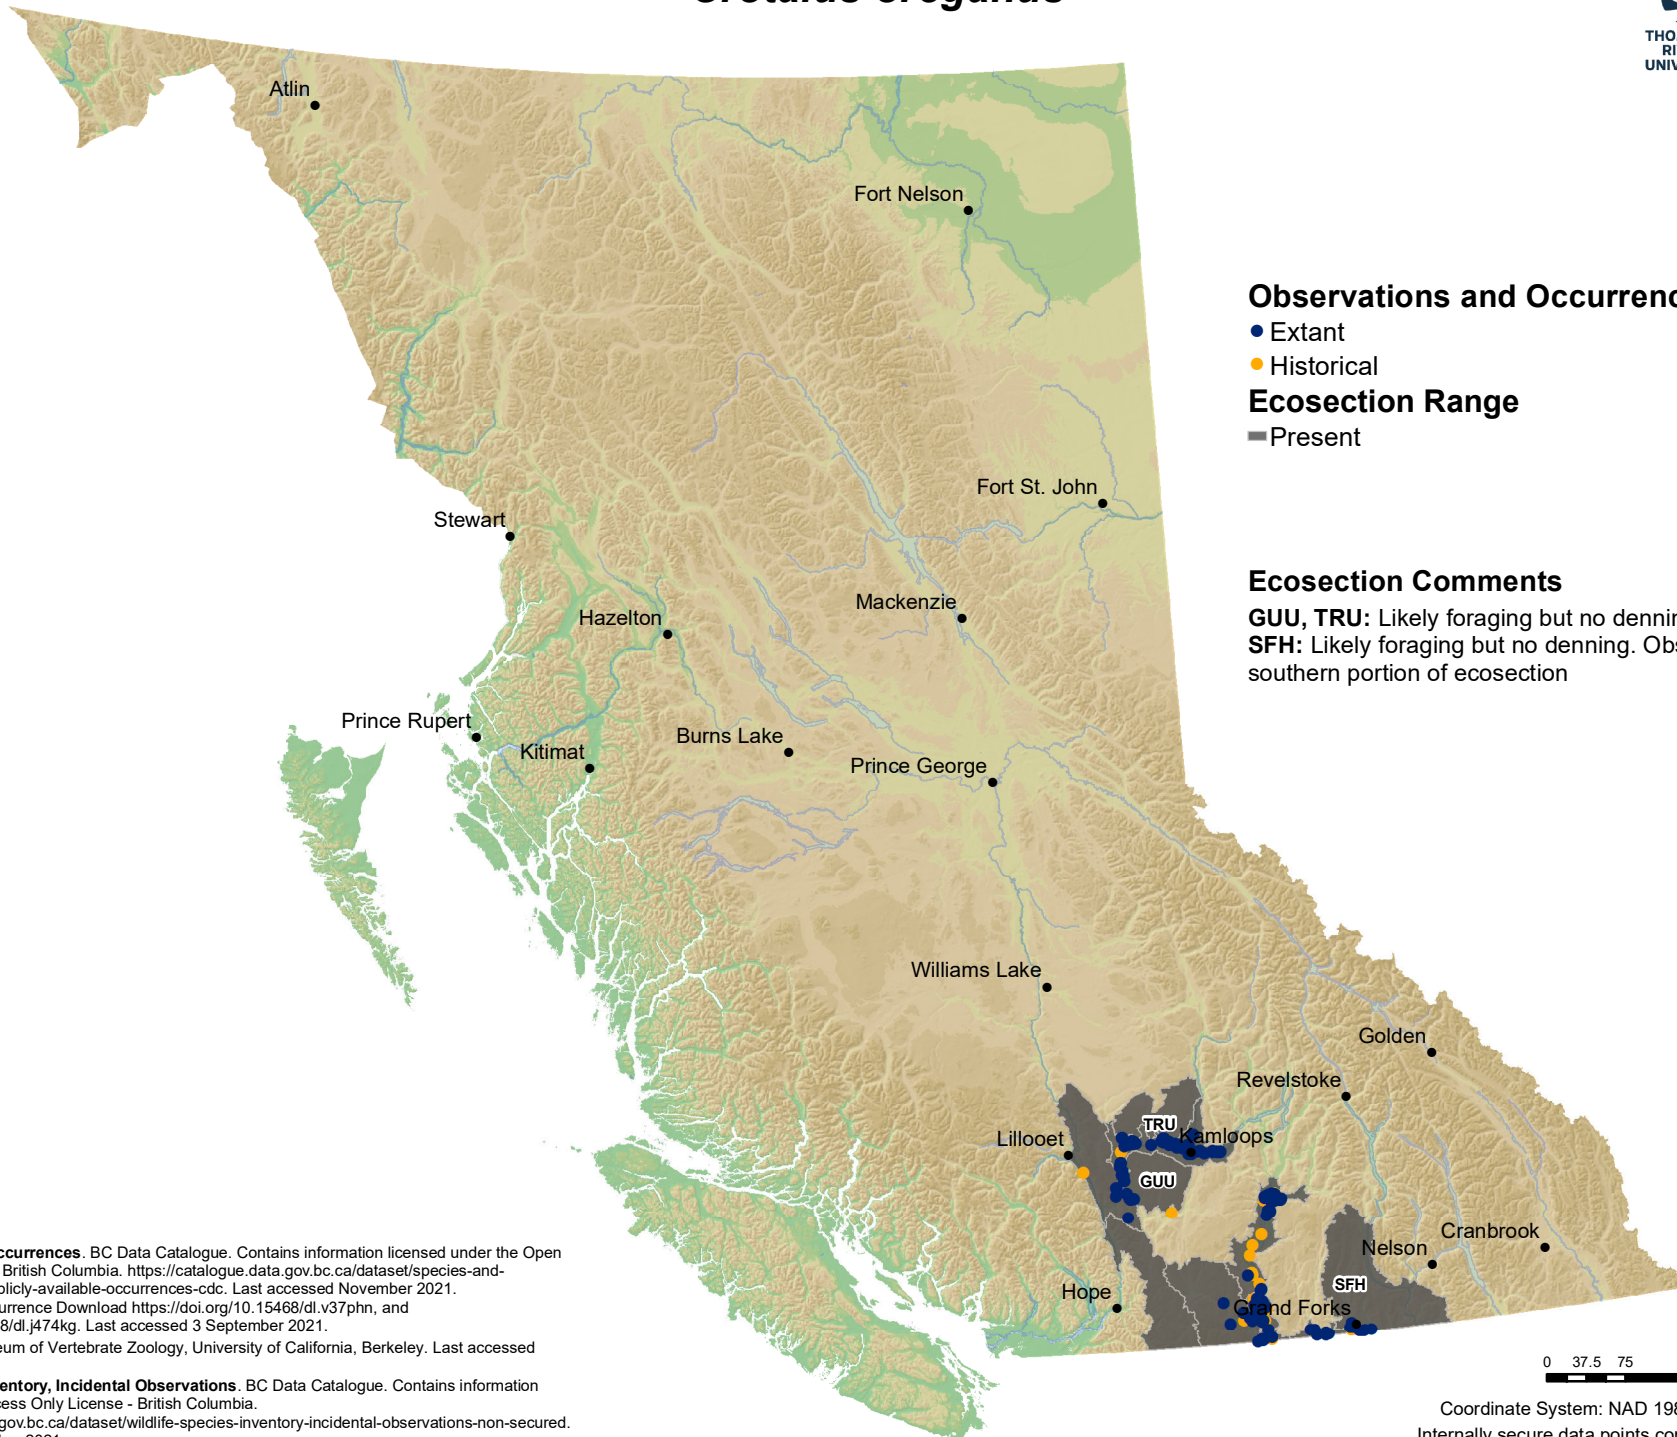 Crotalus oreganus
Atlin
Fort Nelson
Observations and
Extant
Historical
Ecosection Range
Present
Fort St. John
Stewart
Ecosection Comments
Mackenzie
GUU, TRU: Likely foraging but no
Hazelton
SFH: Likely foraging but no denning.
southern portion of ecosection
Prince Rupert
Burns Lake
Kitimat
Prince George
Williams Lake
Golden
Revelstoke
TRU
Lillooet
Kamloops
GUU
Cranbrook
Nelson
SFH
Hope
Grand Forks
. BC Data Catalogue. Contains information licensed under the Open
British Columbia. https://catalogue.data.gov.bc.ca/dataset/species-and-
blicly-available-occurrences-cdc. Last accessed November 2021.
urrence Download https://doi.org/10.15468/dl.v37phn, and
8/dl.j474kg. Last accessed 3 September 2021.
eum of Vertebrate Zoology, University of California, Berkeley. Last accessed
entory, Incidental Observations. BC Data Catalogue. Contains information
cess Only License - British Columbia.
gov.bc.ca/dataset/wildlife-species-inventory-incidental-observations-non-secured.
0 37.5 75
Coordinate System: NAD
Internally secure data points